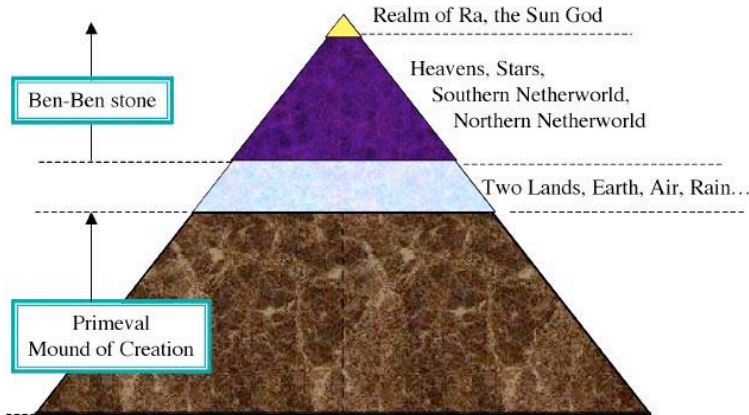 Realm of Ra, the Sun God
Heavens, Stars,
Southern Netherworld,
Northern Netherworld
Ben-Ben stone
Two Lands, Earth, Air, Rain…
Primeval
Mound of Creation